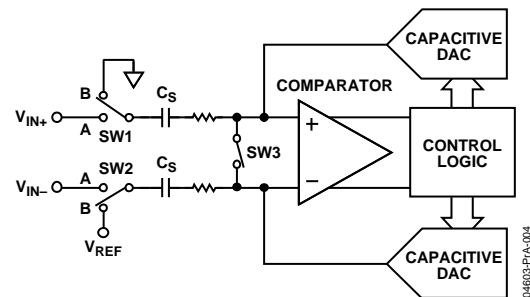 CAPACITIVE
DAC
COMPARATOR
B
CS
VIN+
A
SW1
+
SW3
CONTROL
LOGIC
A
SW2
CS
VIN–
B
–
VREF
CAPACITIVE
DAC
04603-PrA-004